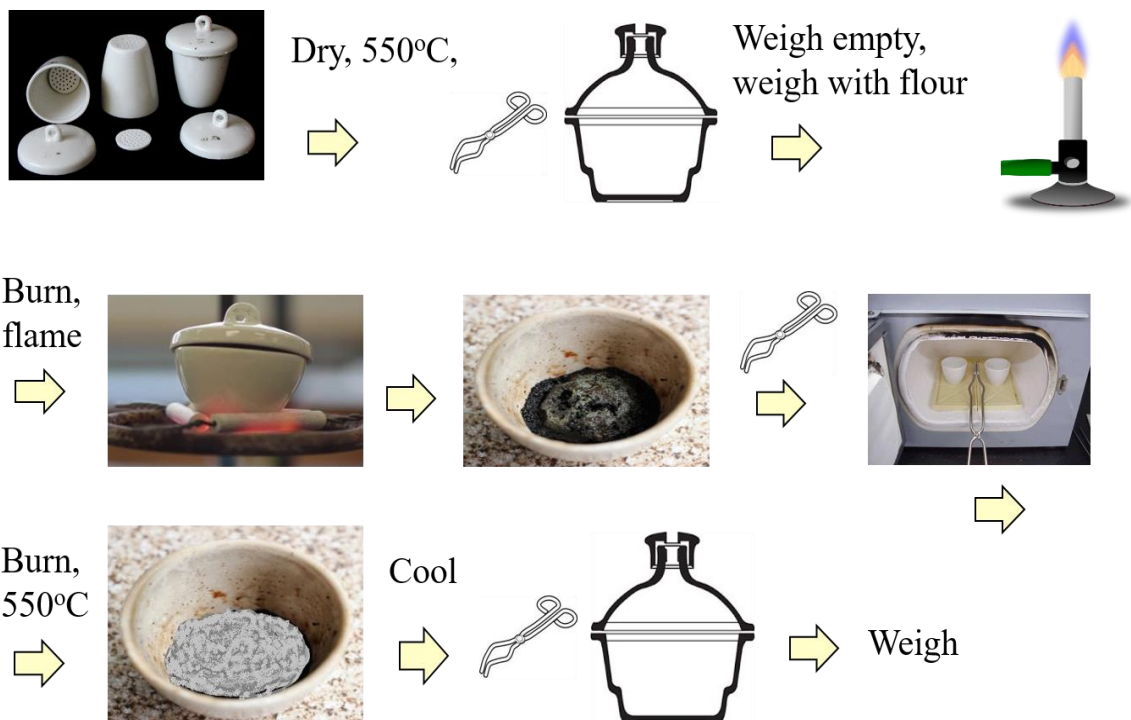 Dry, 550°C,
Weigh empty,
weigh with flour
Burn,
flame
Burn,
550°C
Cool
Weigh